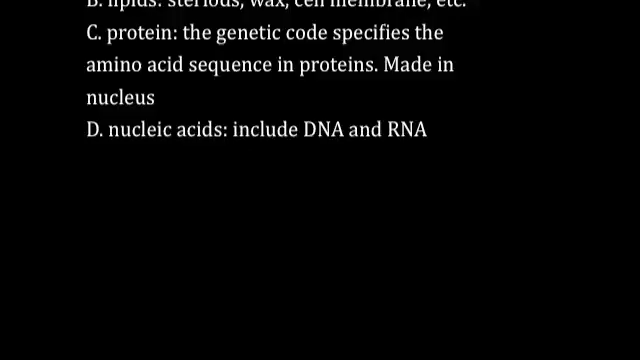 B. lipids: steriods, wax, cell membrane, etc.
C. protein: the genetic code specifies the
amino acid sequence in proteins. Made in
nucleus
D. nucleic acids: include DNA and RNA